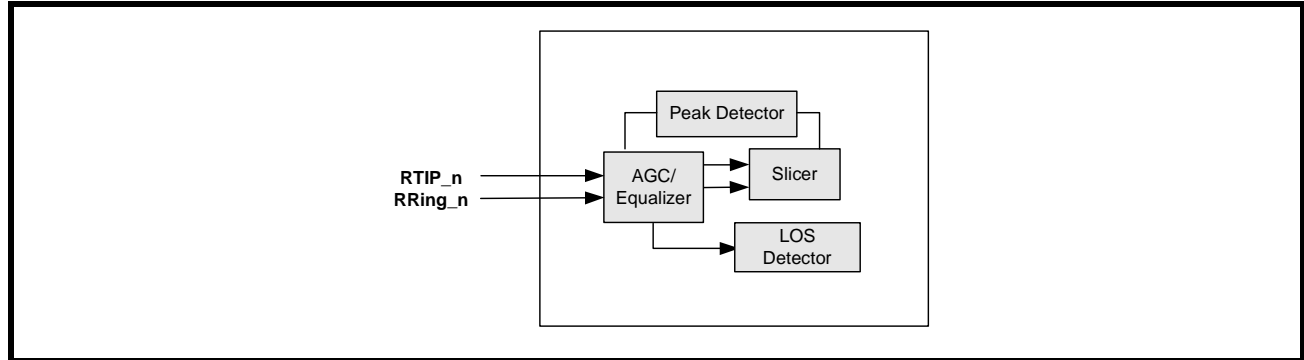 Peak Detector
RTIP_n
RRing_n
AGC/
Equalizer
Slicer
LOS
Detector